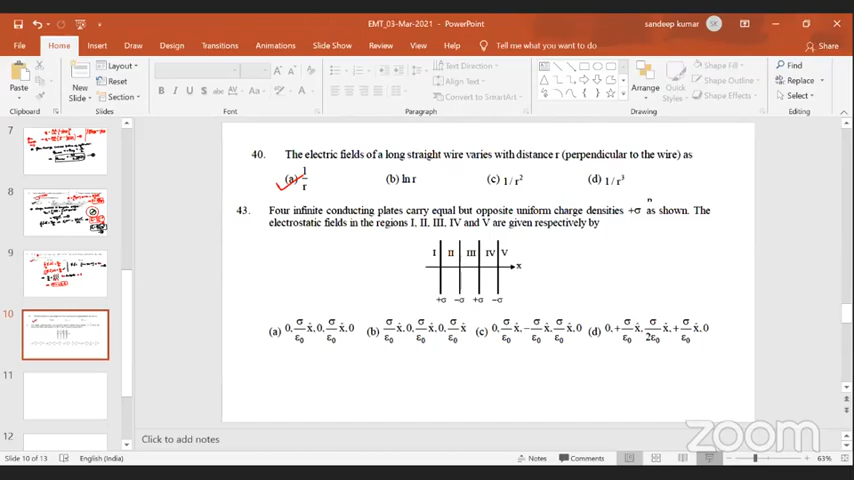 EMT_03-Mar-2021 - PowerPoint
sandeep kumar
SK
File Home Insert Draw Design Transitions Animations Slide Show Review View Help Tell me what you want to do Share
Paste
Clipboard
New Slide
Layout
Reset
Section
Slides
B I U S AV Aa A
Font
Text Direction
Align Text
Convert to SmartArt
Paragraph
Arrange
Quick Styles
Shape Fill
Shape Outline
Shape Effects
Drawing
Find
Replace
Select
Editing
7
8
9
10
11
12
40. The electric fields of a long straight wire varies with distance r (perpendicular to the wire) as
(a) 1/r (b) ln r (c) 1 / r² (d) 1 / r³
n
43. Four infinite conducting plates carry equal but opposite uniform charge densities +σ as shown. The
electrostatic fields in the regions I, II, III, IV and V are given respectively by
I II III IV V
x
+σ −σ +σ −σ
(a) 0, σ/ε₀ x̂, 0, σ/ε₀ x̂, 0 (b) σ/ε₀ x̂, 0, σ/ε₀ x̂, 0, σ/ε₀ x̂ (c) 0, σ/ε₀ x̂, −σ/ε₀ x̂, σ/ε₀ x̂, 0 (d) 0, +σ/ε₀ x̂, σ/2ε₀ x̂, +σ/ε₀ x̂, 0
Click to add notes
zoom
Slide 10 of 13 English (India) Notes Comments 63%